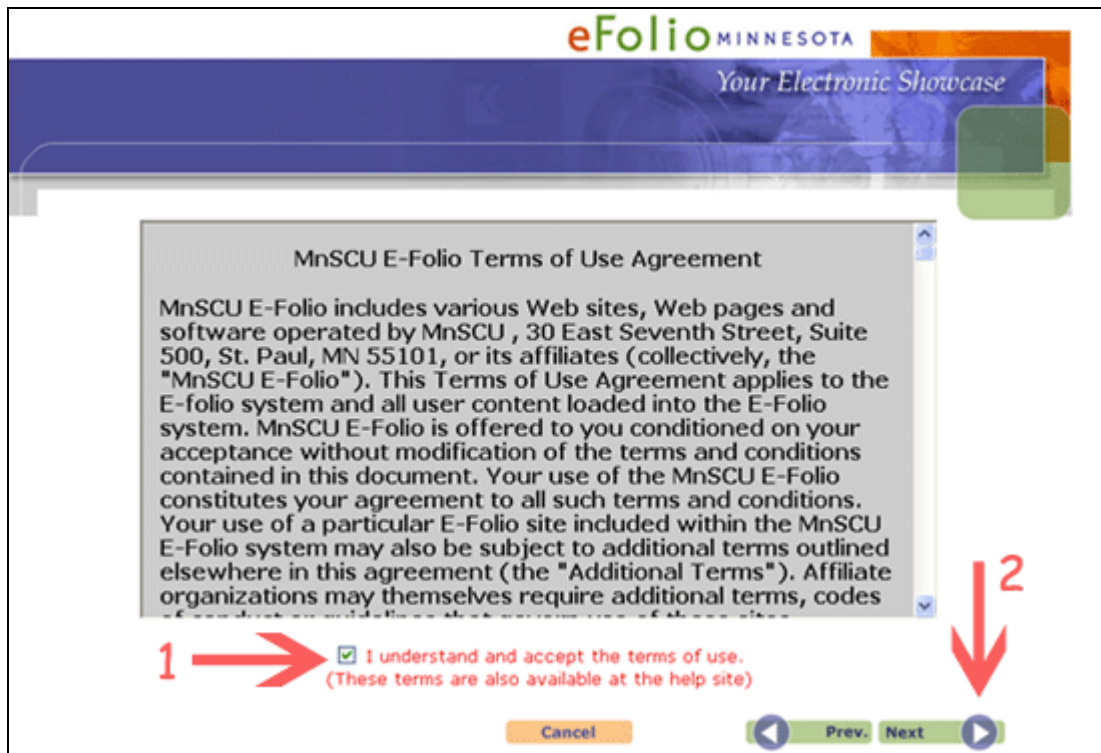 eFolio MINNESOTA
Your Electronic Showcase
MnSCU E-Folio Terms of Use Agreement
MnSCU E-Folio includes various Web sites, Web pages and
software operated by MnSCU , 30 East Seventh Street, Suite
500, St. Paul, MN 55101, or its affiliates (collectively, the
"MnSCU E-Folio"). This Terms of Use Agreement applies to the
E-folio system and all user content loaded into the E-Folio
system. MnSCU E-Folio is offered to you conditioned on your
acceptance without modification of the terms and conditions
contained in this document. Your use of the MnSCU E-Folio
constitutes your agreement to all such terms and conditions.
Your use of a particular E-Folio site included within the MnSCU
E-Folio system may also be subject to additional terms outlined
elsewhere in this agreement (the "Additional Terms"). Affiliate
organizations may themselves require additional terms, codes
2
1
I understand and accept the terms of use.
(These terms are also available at the help site)
Cancel
Prev. Next